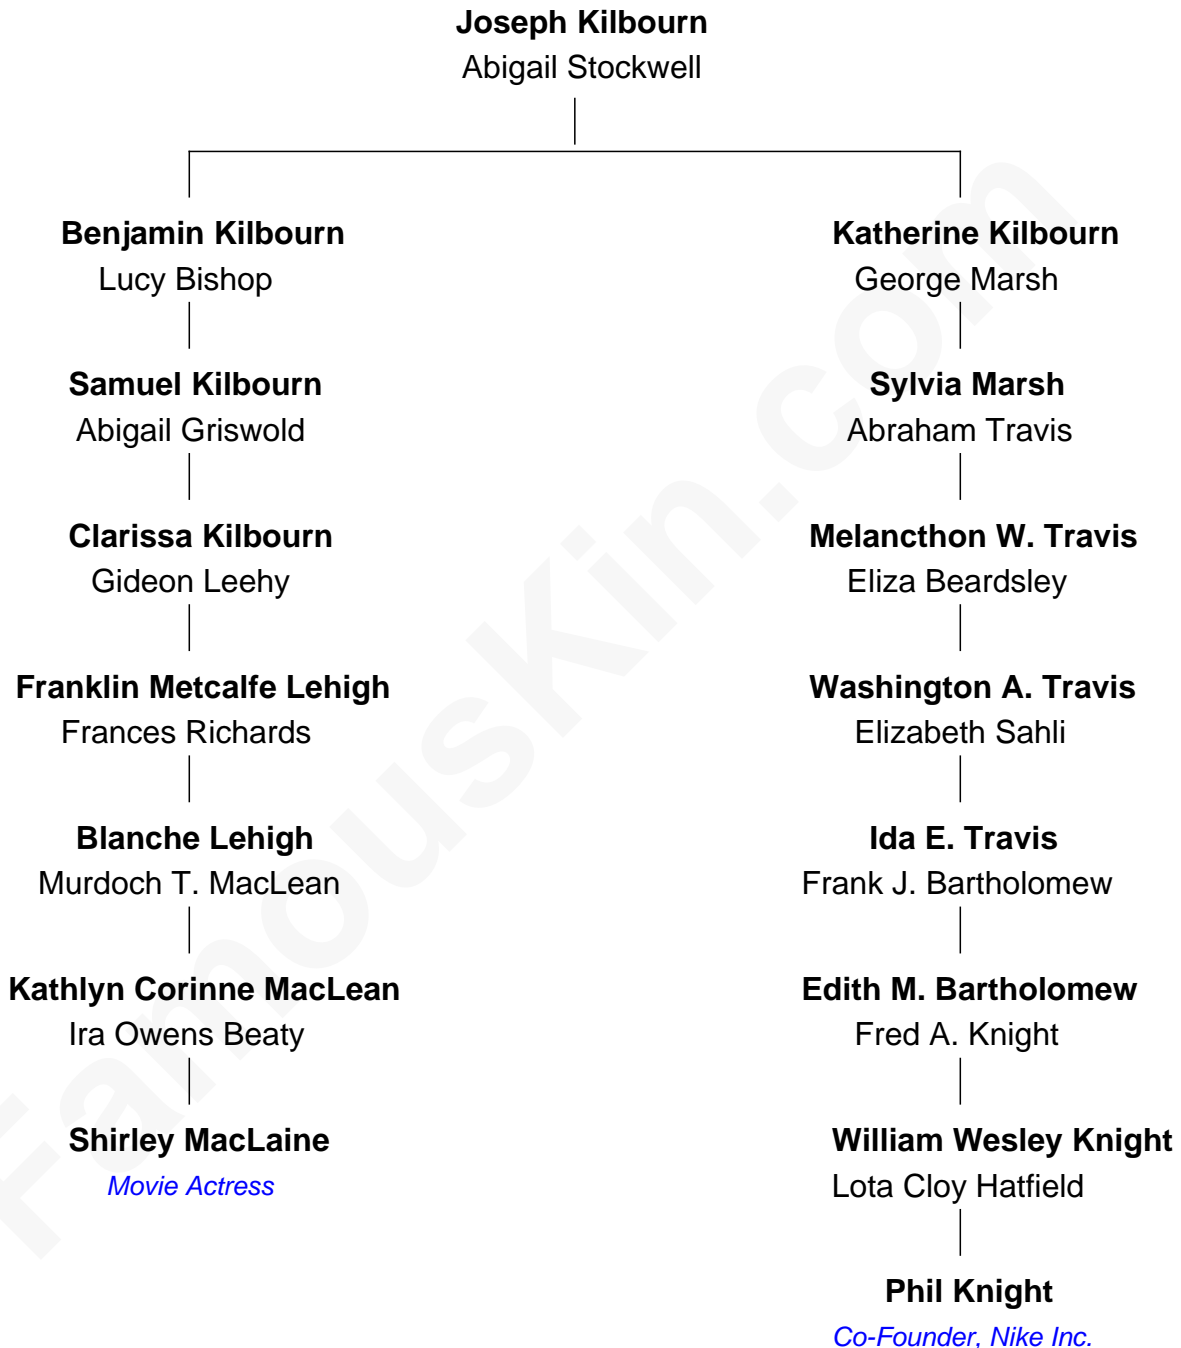 Joseph Kilbourn
Abigail Stockwell
Benjamin Kilbourn
Lucy Bishop
Samuel Kilbourn
Abigail Griswold
Clarissa Kilbourn
Gideon Leehy
Franklin Metcalfe Lehigh
Frances Richards
Blanche Lehigh
Murdoch T. MacLean
Kathlyn Corinne MacLean
Ira Owens Beaty
Shirley MacLaine
Movie Actress
Katherine Kilbourn
George Marsh
Sylvia Marsh
Abraham Travis
Melancthon W. Travis
Eliza Beardsley
Washington A. Travis
Elizabeth Sahli
Ida E. Travis
Frank J. Bartholomew
Edith M. Bartholomew
Fred A. Knight
William Wesley Knight
Lota Cloy Hatfield
Phil Knight
Co-Founder, Nike Inc.
FamousKin.com